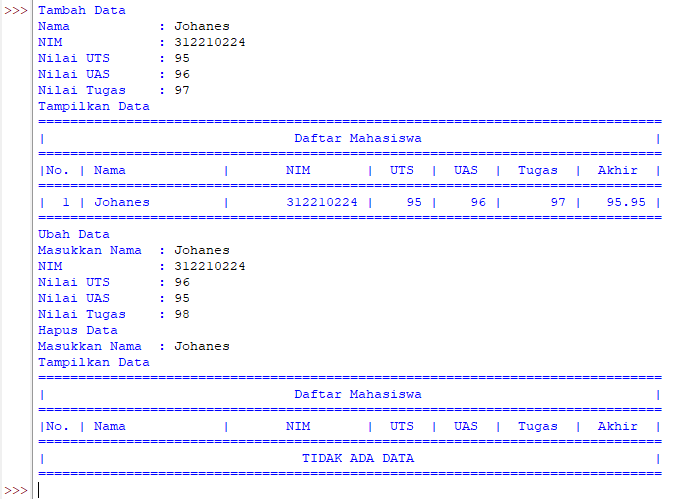 >>> Tambah Data
Nama           : Johanes
NIM            : 312210224
Nilai UTS      : 95
Nilai UAS      : 96
Nilai Tugas    : 97
Tampilkan Data
==============================================================================
|                               Daftar Mahasiswa                             |
==============================================================================
|No. | Nama            |       NIM       |  UTS  |  UAS  |  Tugas  |  Akhir  |
==============================================================================
|  1 | Johanes         |       312210224 |    95 |    96 |      97 |   95.95 |
==============================================================================
Ubah Data
Masukkan Nama  : Johanes
NIM            : 312210224
Nilai UTS      : 96
Nilai UAS      : 95
Nilai Tugas    : 98
Hapus Data
Masukkan Nama  : Johanes
Tampilkan Data
==============================================================================
|                               Daftar Mahasiswa                             |
==============================================================================
|No. | Nama            |       NIM       |  UTS  |  UAS  |  Tugas  |  Akhir  |
==============================================================================
|                                TIDAK ADA DATA                              |
==============================================================================
>>>